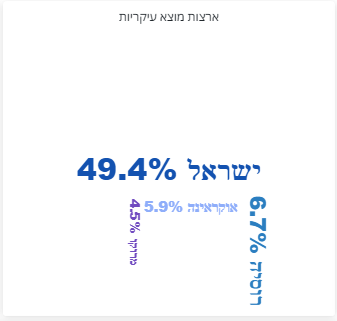 ארצות מוצא עיקריות
ישראל 49.4%
אוקראינה 5.9%
רוסיה 6.7%
מרוקו 4.5%